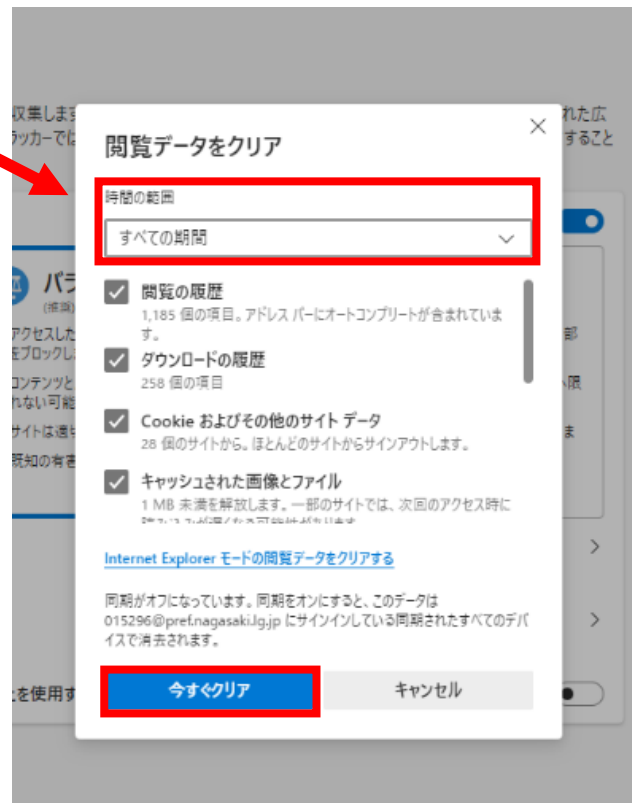 収集します
れた広
ラッカーでは
すること
閲覧データをクリア
時間の範囲
すべての期間
バラ
(推奨)
アクセスした
部
をブロックし
コンテンツと
限
れない可能
サイトは適
ま
既知の有害
閲覧の履歴
1,185 個の項目。アドレス バーにオートコンプリートが含まれていま
す。
ダウンロードの履歴
258 個の項目
Cookie およびその他のサイト データ
28 個のサイトから。ほとんどのサイトからサインアウトします。
キャッシュされた画像とファイル
1 MB 未満を解放します。一部のサイトでは、次回のアクセス時に
Internet Explorer モードの閲覧データをクリアする
同期がオフになっています。同期をオンにすると、このデータは
015296@pref.nagasaki.lg.jp にサインインしている同期されたすべてのデバ
イスで消去されます。
今すぐクリア
キャンセル
を使用す